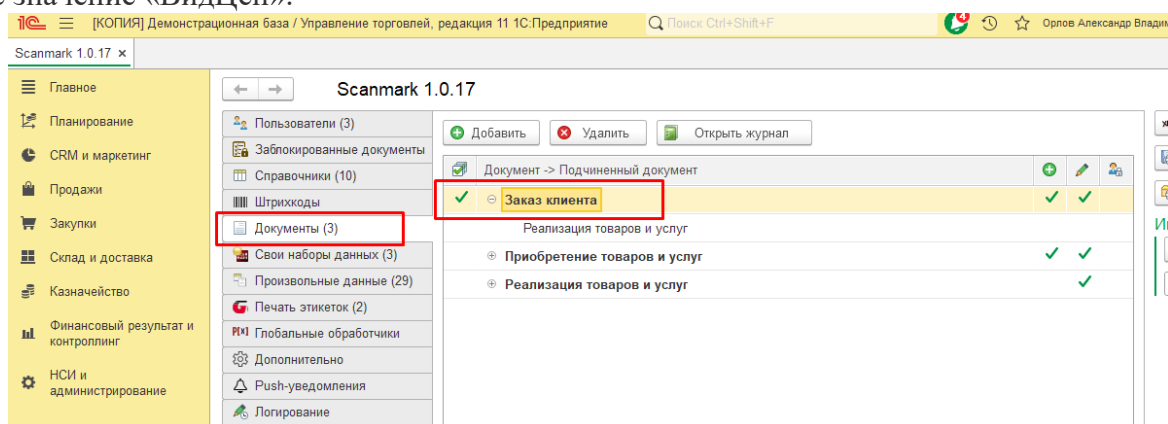 е значение «ВидЦен».
[КОПИЯ] Демонстрационная база / Управление торговлей, редакция 11 1С:Предприятие
Поиск Ctrl+Shift+F
9
Орлов Александр Владим
Scanmark 1.0.17 ×
Главное
Планирование
CRM и маркетинг
Продажи
Закупки
Склад и доставка
Казначейство
Финансовый результат и
контроллинг
НСИ и
администрирование
Scanmark 1.0.17
Пользователи (3)
Заблокированные документы
Справочники (10)
Штрихкоды
Документы (3)
Свои наборы данных (3)
Произвольные данные (29)
Печать этикеток (2)
Глобальные обработчики
Дополнительно
Push-уведомления
Логирование
Добавить
Удалить
Открыть журнал
Документ -> Подчиненный документ
Заказ клиента
Реализация товаров и услуг
Приобретение товаров и услуг
Реализация товаров и услуг